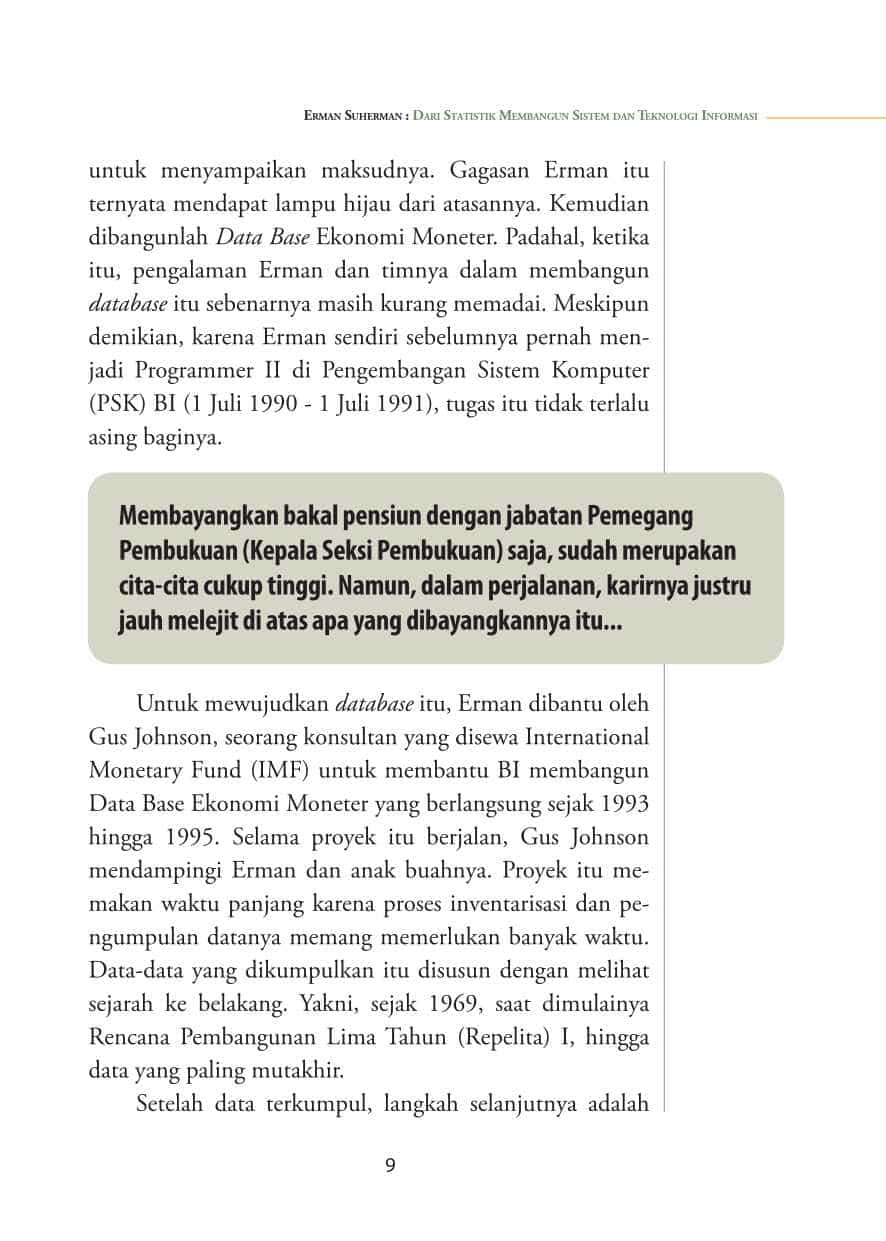 Erman Suherman : Dari Statistik Membangun Sistem dan Teknologi Informasi
untuk menyampaikan maksudnya. Gagasan Erman itu
ternyata mendapat lampu hijau dari atasannya. Kemudian
dibangunlah Data Base Ekonomi Moneter. Padahal, ketika
itu, pengalaman Erman dan timnya dalam membangun
database itu sebenarnya masih kurang memadai. Meskipun
demikian, karena Erman sendiri sebelumnya pernah men-
jadi Programmer II di Pengembangan Sistem Komputer
(PSK) BI (1 Juli 1990 - 1 Juli 1991), tugas itu tidak terlalu
asing baginya.
Membayangkan bakal pensiun dengan jabatan Pemegang
Pembukuan (Kepala Seksi Pembukuan) saja, sudah merupakan
cita-cita cukup tinggi. Namun, dalam perjalanan, karirnya justru
jauh melejit di atas apa yang dibayangkannya itu...
Untuk mewujudkan database itu, Erman dibantu oleh
Gus Johnson, seorang konsultan yang disewa International
Monetary Fund (IMF) untuk membantu BI membangun
Data Base Ekonomi Moneter yang berlangsung sejak 1993
hingga 1995. Selama proyek itu berjalan, Gus Johnson
mendampingi Erman dan anak buahnya. Proyek itu me-
makan waktu panjang karena proses inventarisasi dan pe-
ngumpulan datanya memang memerlukan banyak waktu.
Data-data yang dikumpulkan itu disusun dengan melihat
sejarah ke belakang. Yakni, sejak 1969, saat dimulainya
Rencana Pembangunan Lima Tahun (Repelita) I, hingga
data yang paling mutakhir.
Setelah data terkumpul, langkah selanjutnya adalah
9